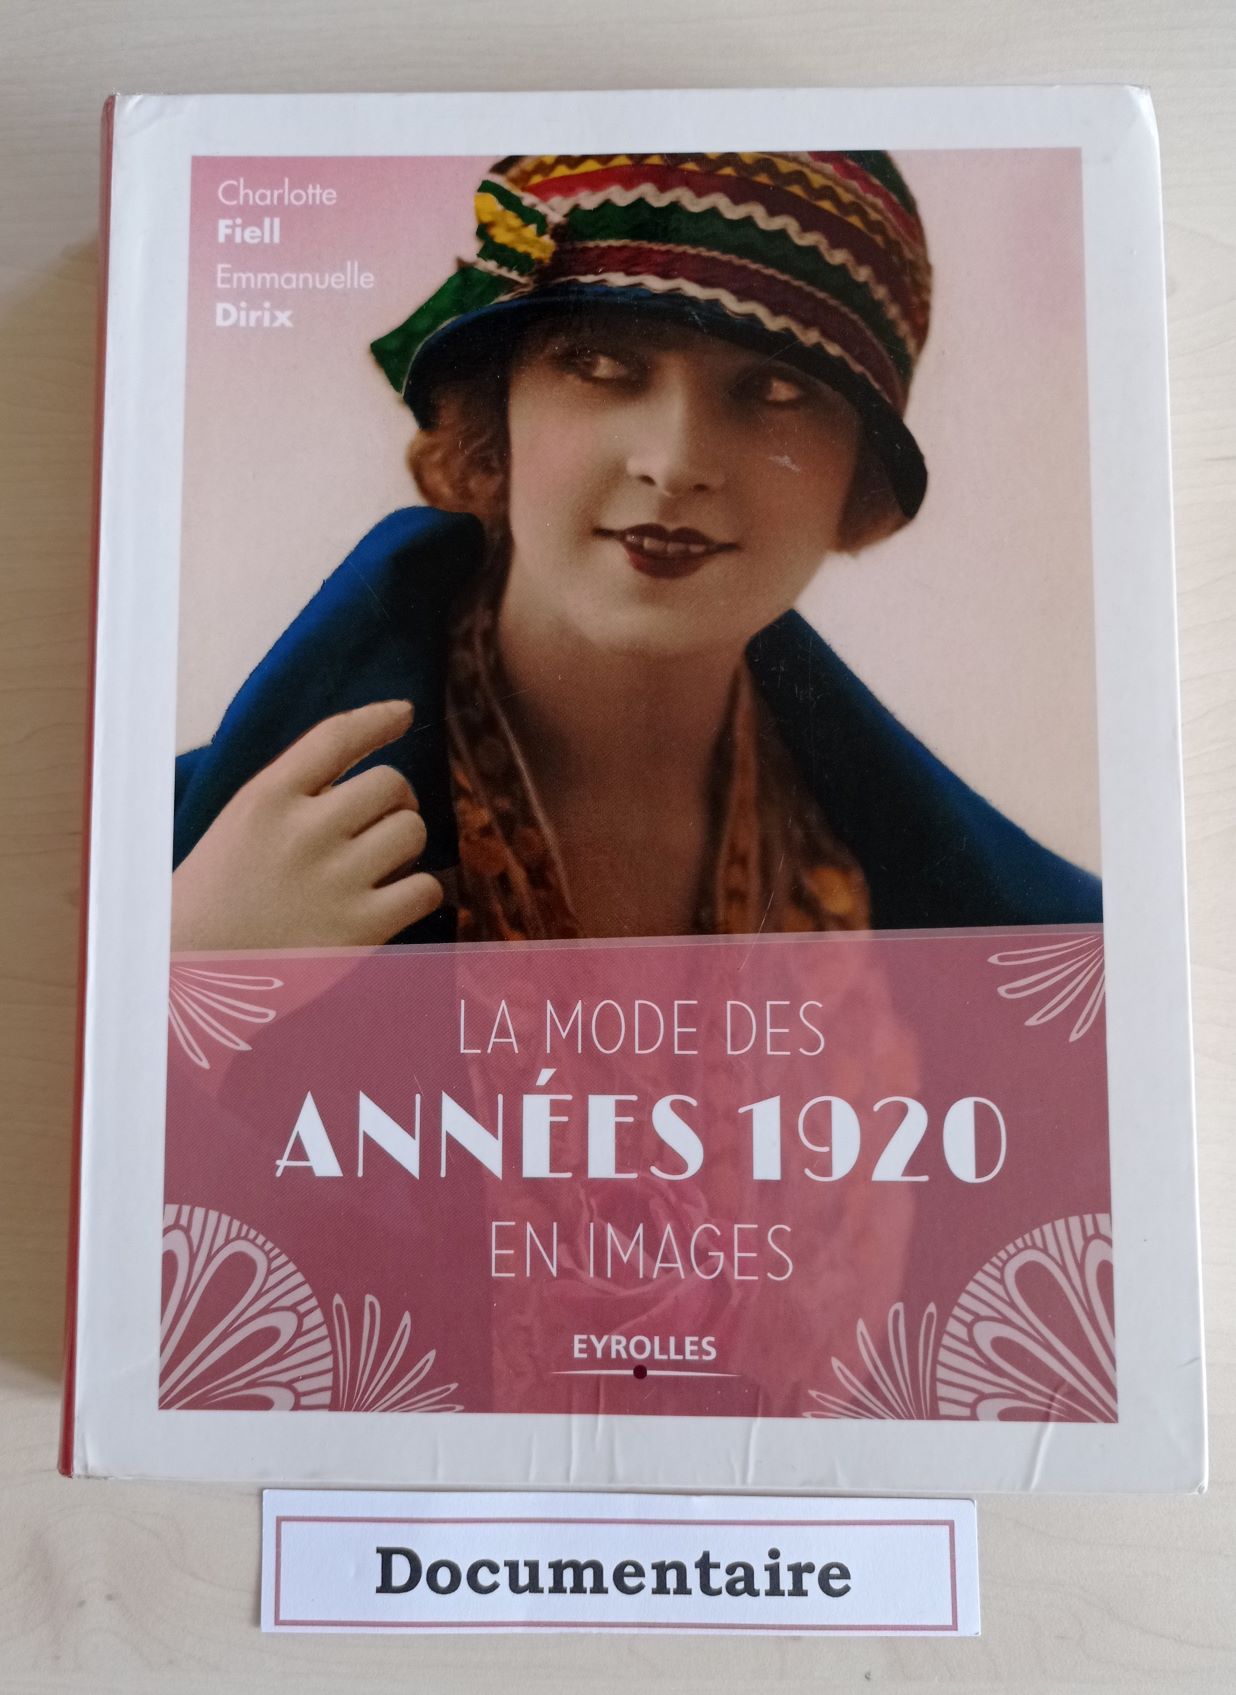 Charlotte
Fiell
Emmanuelle
Dirix
LA MODE DES
ANNÉES 1920
EN IMAGES
EYROLLES
Documentaire